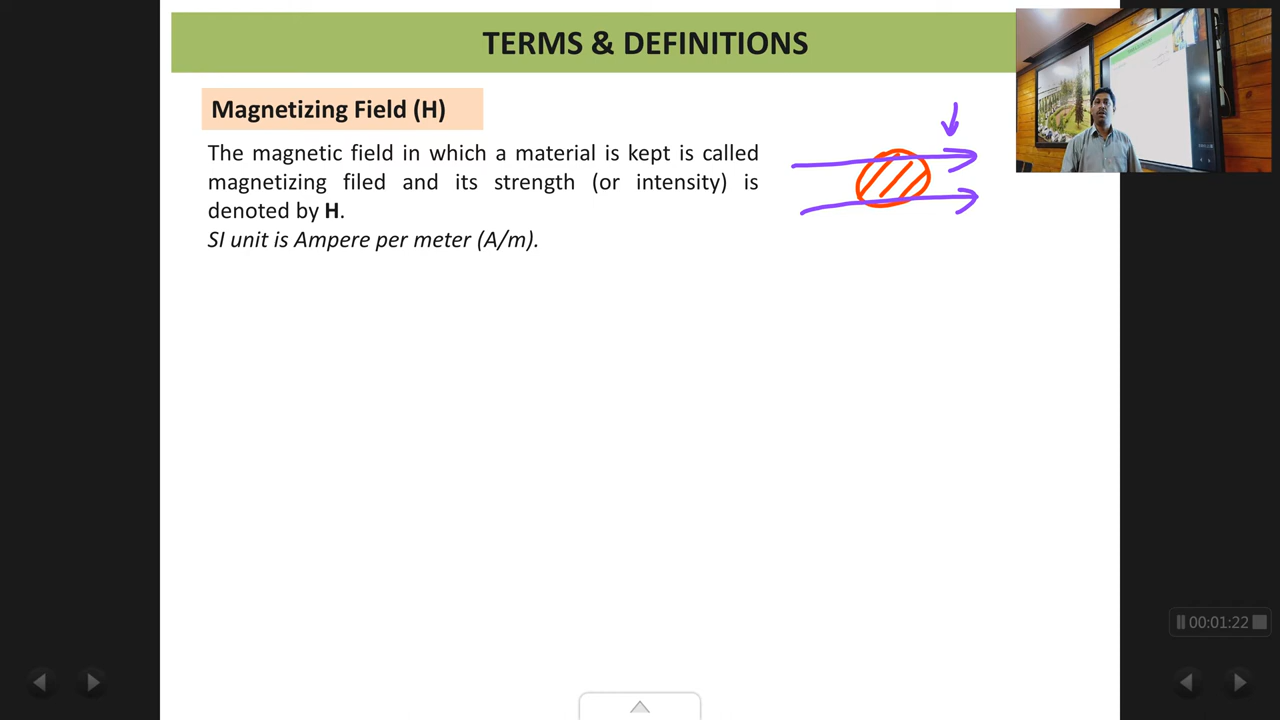 TERMS & DEFINITIONS
Magnetizing Field (H)
The magnetic field in which a material is kept is called
magnetizing filed and its strength (or intensity) is
denoted by H.
SI unit is Ampere per meter (A/m).
00:01:22